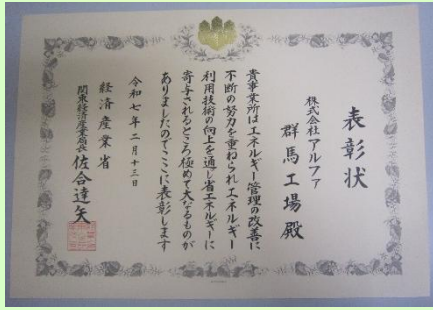 表彰状
株式会社アルファ
群馬工場殿
貴事業所はエネルギー管理の改善に
不断の努力を重ねられエネルギー
利用技術の向上を通し省エネルギーに
寄与されるところ極めて大なるものが
ありましたのでここに表彰します
令和七年二月十三日
経済産業省
関東経済産業局長 佐合達矢